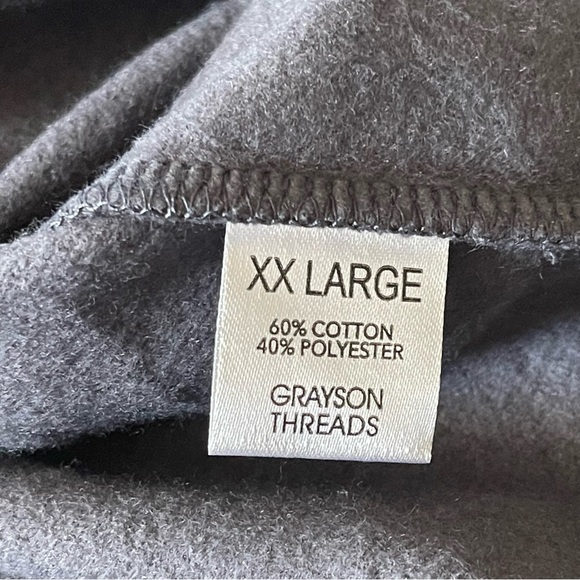 XX LARGE
60% COTTON
40% POLYESTER
GRAYSON
THREADS